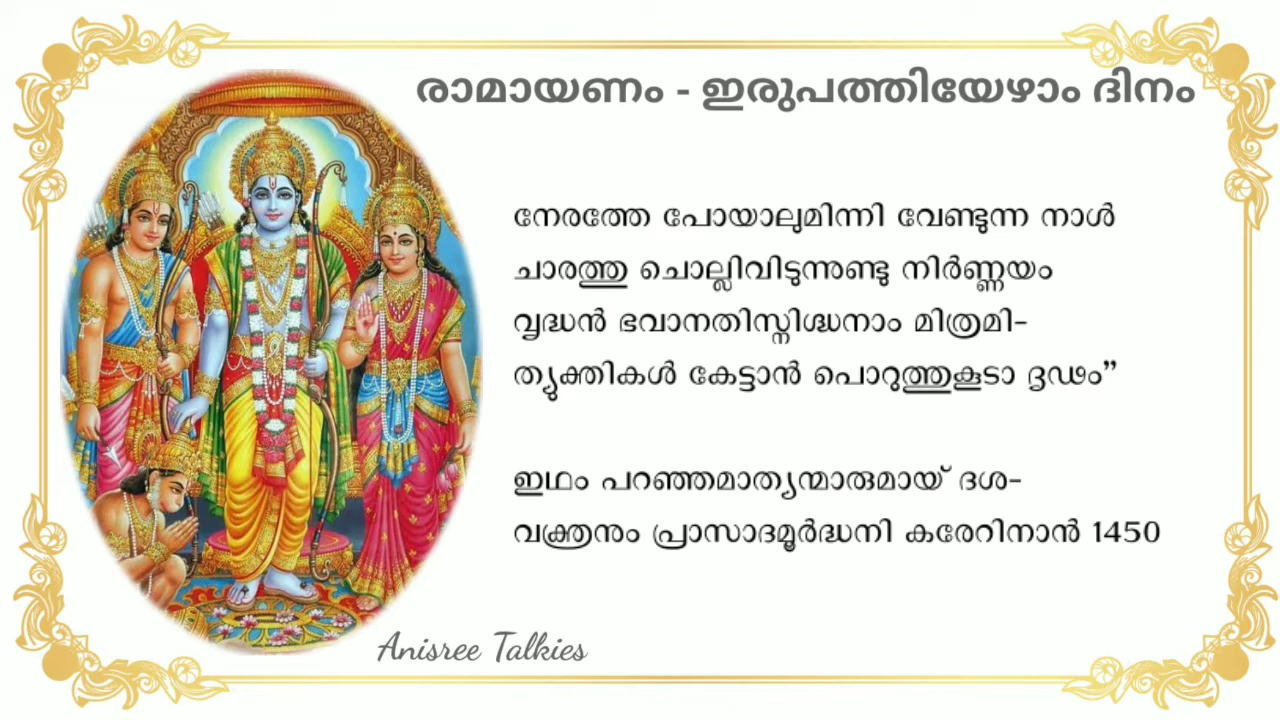 രാമായണം - ഇരുപത്തിയേഴാം ദിനം
നേരത്തേ പോയാലുമിന്നി വേണ്ടുന്ന നാൾ
ചാരത്തു ചൊല്ലിവിടുന്നുണ്ടു നിർണ്ണയം
വൃദ്ധൻ ഭവാനതിസ്നിഗ്ദ്ധനാം മിത്രമി–
ത്യുക്തികൾ കേട്ടാൻ പൊറുത്തുകൂടാ ദൃഢം”
ഇഥം പറഞ്ഞമാത്യന്മാരുമായ് ദശ–
വക്ത്രനും പ്രാസാദമൂർദ്ധനി കരേറിനാൻ 1450
Anisree Talkies